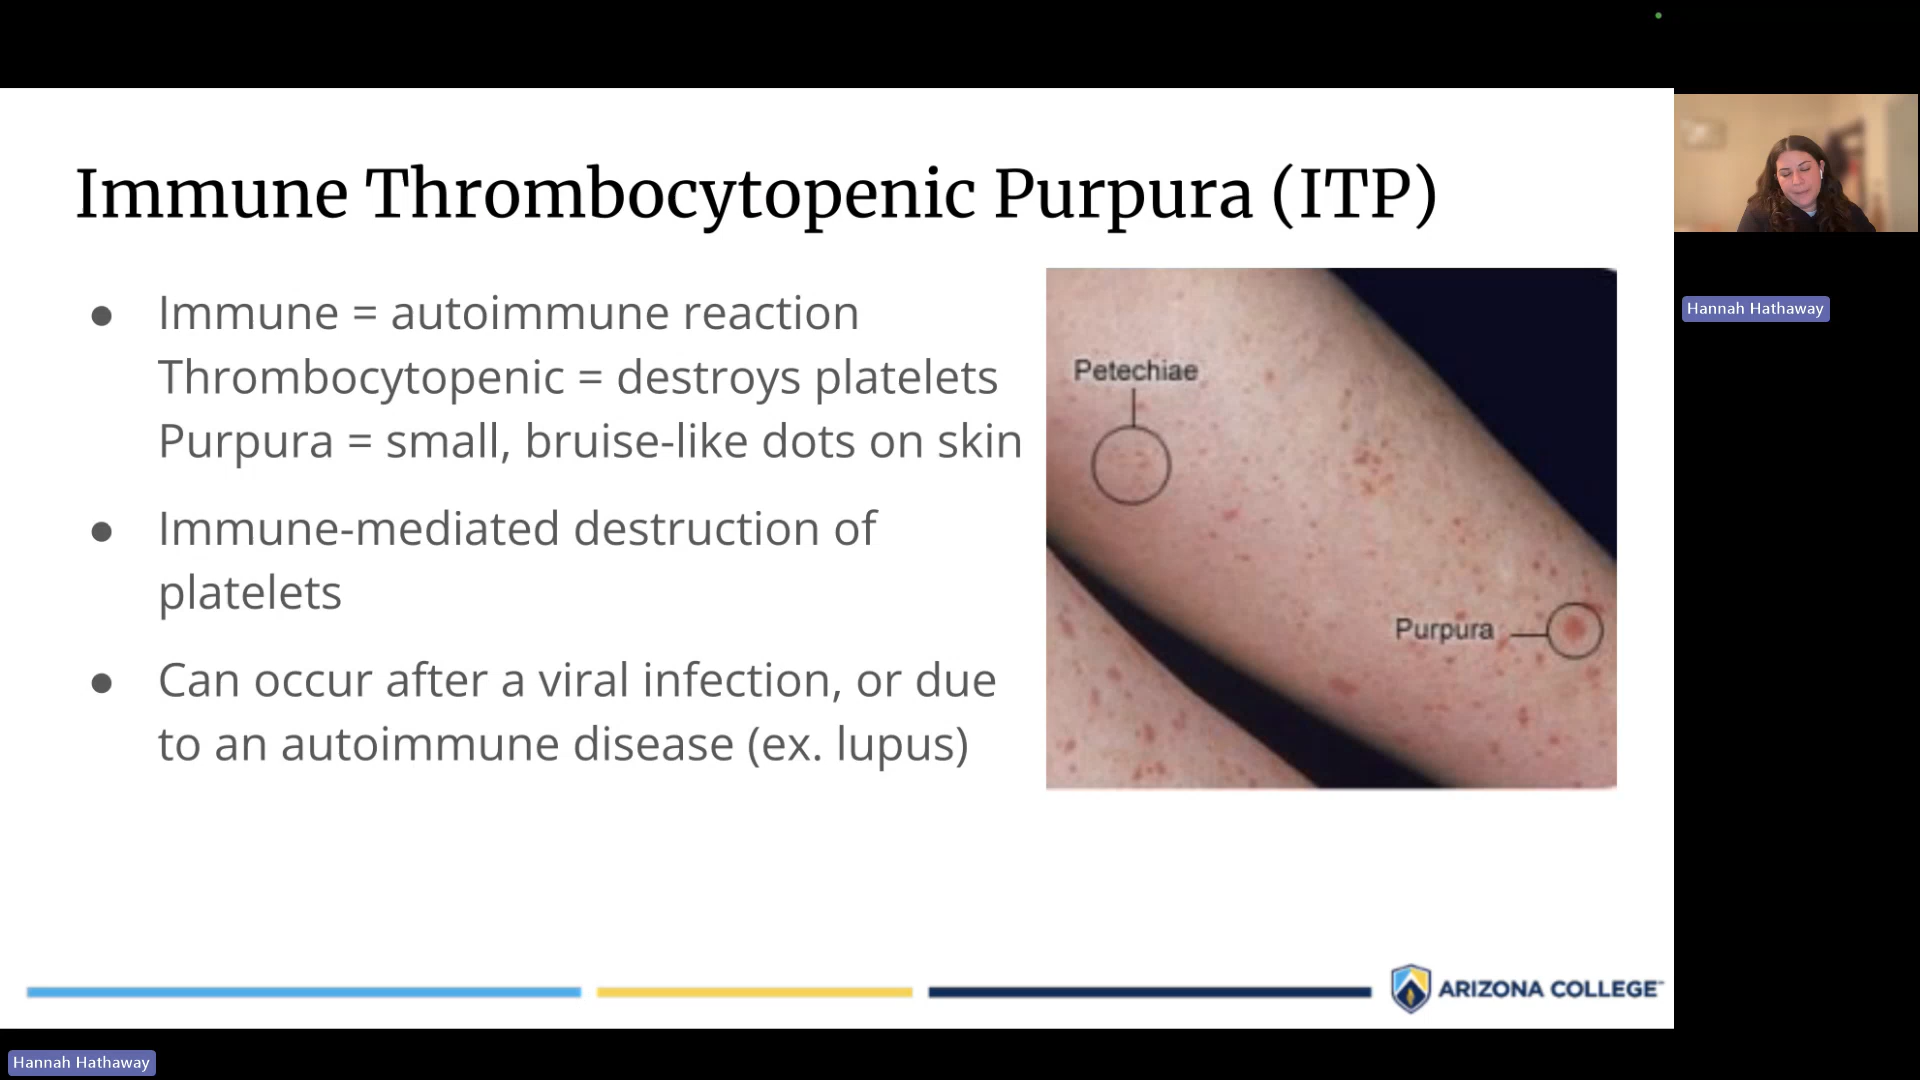 Immune Thrombocytopenic Purpura (ITP)
● Immune = autoimmune reaction
Thrombocytopenic = destroys platelets
Purpura = small, bruise-like dots on skin
● Immune-mediated destruction of
platelets
● Can occur after a viral infection, or due
to an autoimmune disease (ex. lupus)
Petechiae
Purpura
ARIZONA COLLEGE
Hannah Hathaway
Hannah Hathaway